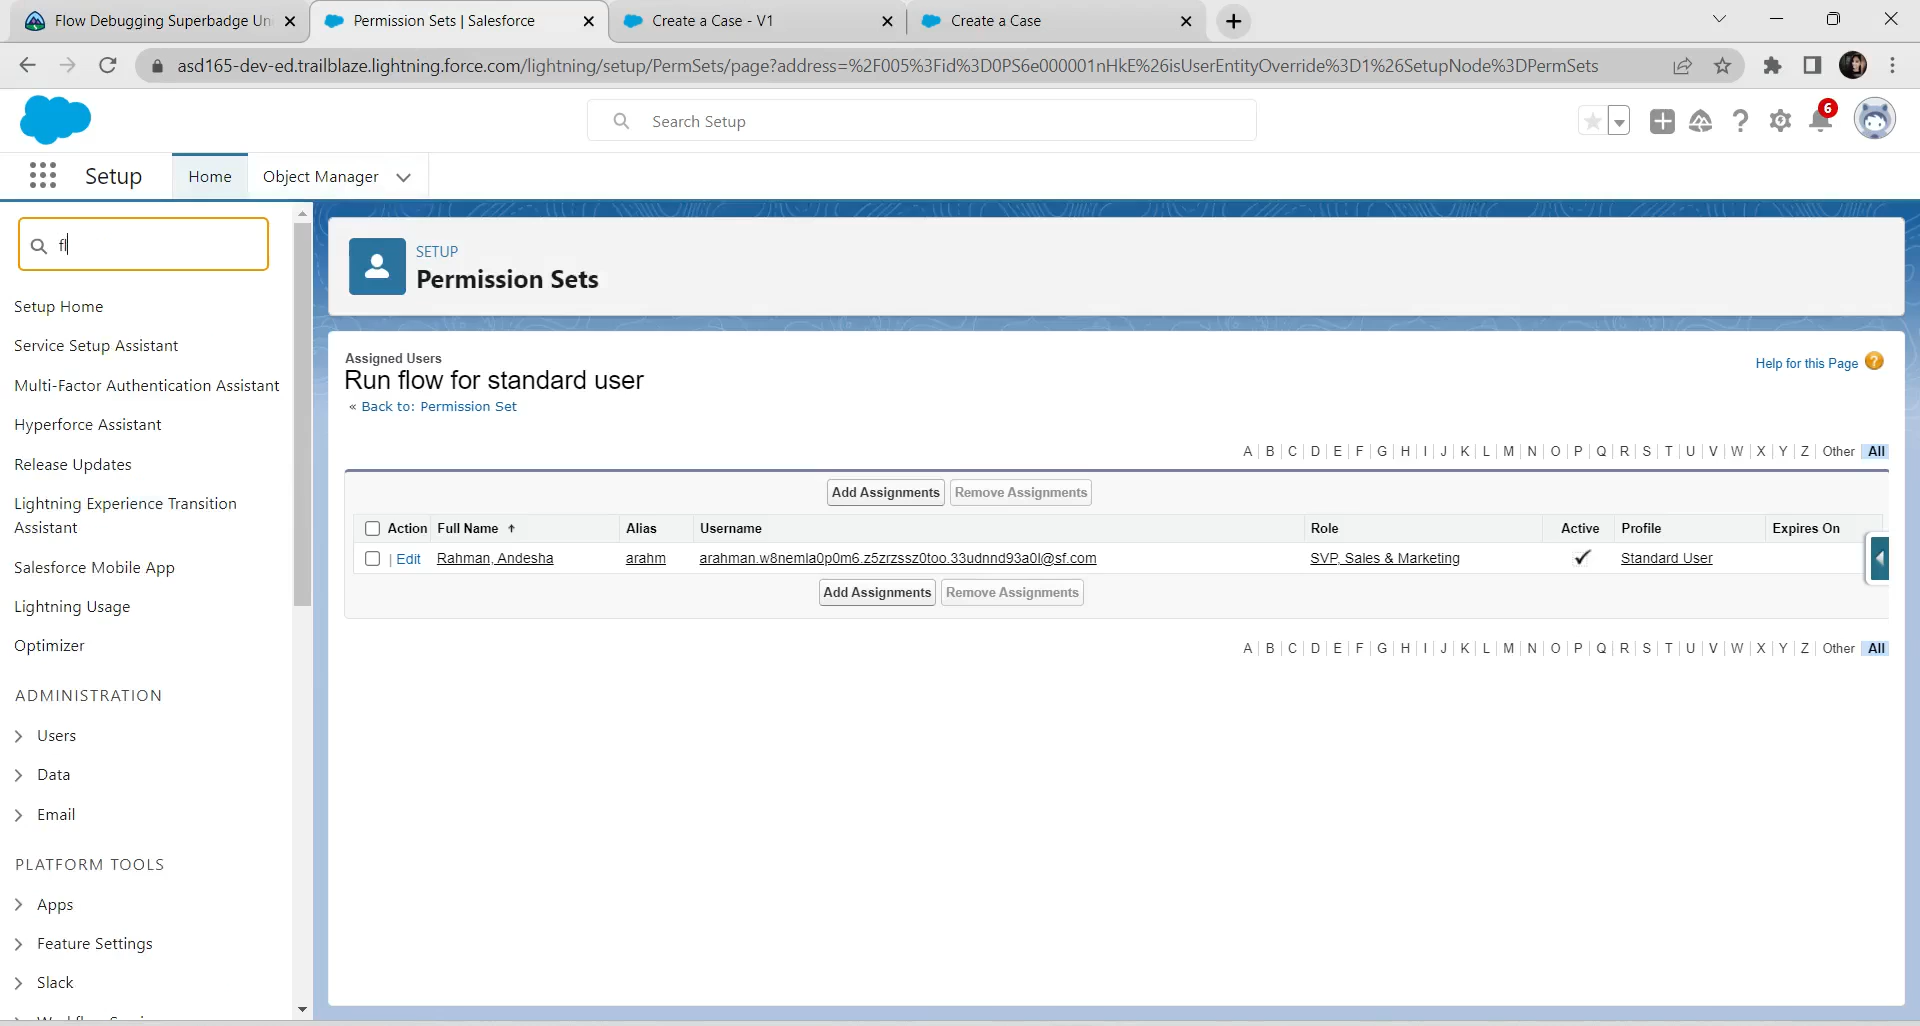 Flow Debugging Superbadge Un
Permission Sets | Salesforce
Create a Case - V1
Create a Case
asd165-dev-ed.trailblaze.lightning.force.com/lightning/setup/PermSets/page?address=%2F005%3Fid%3D0PS6e000001nHkE%26isUserEntityOverride%3D1%26SetupNode%3DPermSets
Search Setup
6
Setup
Home
Object Manager
fl
Setup Home
Service Setup Assistant
Multi-Factor Authentication Assistant
Hyperforce Assistant
Release Updates
Lightning Experience Transition
Assistant
Salesforce Mobile App
Lightning Usage
Optimizer
ADMINISTRATION
Users
Data
Email
PLATFORM TOOLS
Apps
Feature Settings
Slack
SETUP
Permission Sets
Assigned Users
Run flow for standard user
« Back to: Permission Set
Help for this Page ?
A | B | C | D | E | F | G | H | I | J | K | L | M | N | O | P | Q | R | S | T | U | V | W | X | Y | Z | Other | All
Add Assignments Remove Assignments
Action Full Name ↑ Alias Username Role Active Profile Expires On
| Edit Rahman, Andesha arahm arahman.w8nemla0p0m6.z5zrzssz0too.33udnnd93a0l@sf.com SVP, Sales & Marketing ✓ Standard User
Add Assignments Remove Assignments
A | B | C | D | E | F | G | H | I | J | K | L | M | N | O | P | Q | R | S | T | U | V | W | X | Y | Z | Other | All